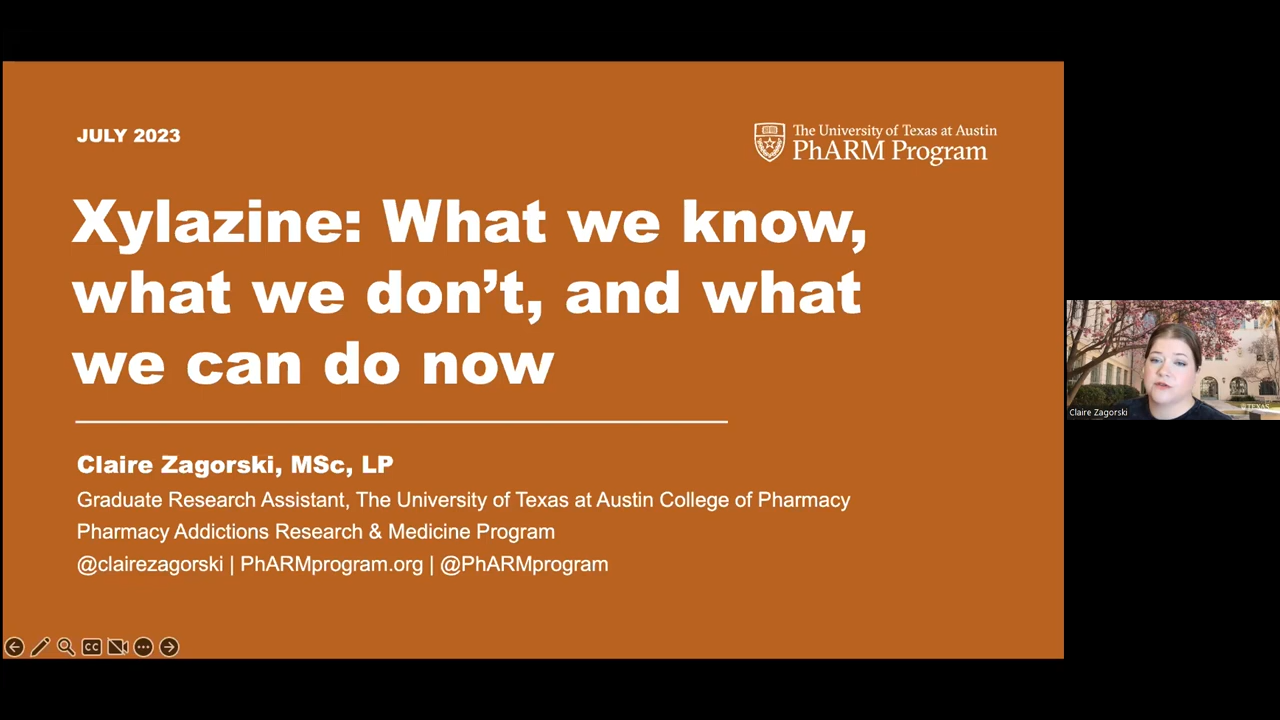 JULY 2023
The University of Texas at Austin
PhARM Program
Xylazine: What we know,
what we don't, and what
we can do now
Claire Zagorski, MSc, LP
Graduate Research Assistant, The University of Texas at Austin College of Pharmacy
Pharmacy Addictions Research & Medicine Program
@clairezagorski | PhARMprogram.org | @PhARMprogram
CC
Claire Zagorski
TEXAS